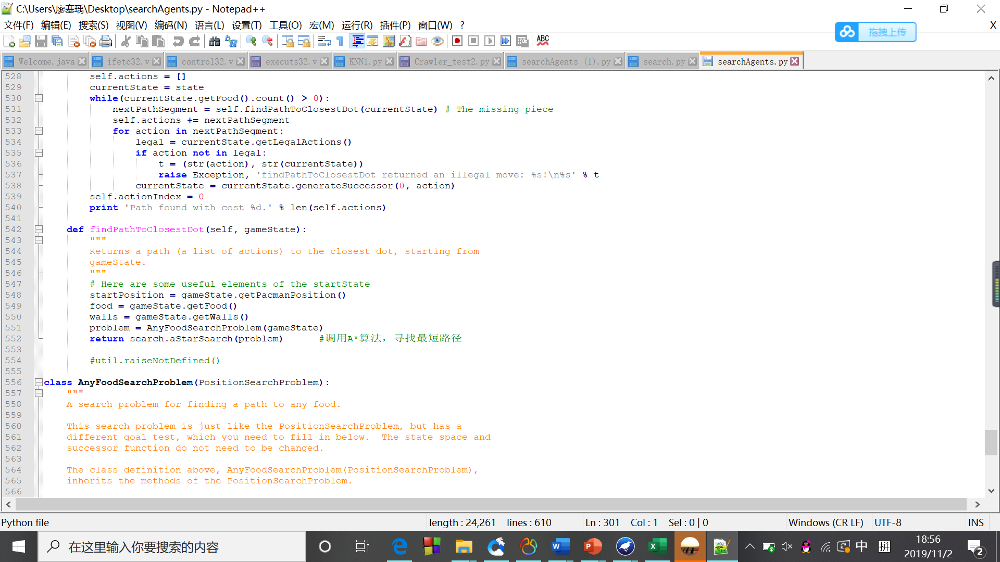 C:\Users\廖塞瑀\Desktop\searchAgents.py - Notepad++
文件(F) 编辑(E) 搜索(S) 视图(V) 编码(N) 语言(L) 设置(T) 工具(O) 宏(M) 运行(R) 插件(P) 窗口(W) ? X
拖拽上传
ABC
Welcome.java ifetc32.v control32.v executs32.v KNN1.py Crawler_test2.py searchAgents (1).py search.py searchAgents.py
528 self.actions = []
529 currentState = state
530 while(currentState.getFood().count() > 0):
531 nextPathSegment = self.findPathToClosestDot(currentState) # The missing piece
532 self.actions += nextPathSegment
533 for action in nextPathSegment:
534 legal = currentState.getLegalActions()
535 if action not in legal:
536 t = (str(action), str(currentState))
537 raise Exception, 'findPathToClosestDot returned an illegal move: %s!\n%s' % t
538 currentState = currentState.generateSuccessor(0, action)
539 self.actionIndex = 0
540 print 'Path found with cost %d.' % len(self.actions)
541
542 def findPathToClosestDot(self, gameState):
543 """
544 Returns a path (a list of actions) to the closest dot, starting from
545 gameState.
546 """
547 # Here are some useful elements of the startState
548 startPosition = gameState.getPacmanPosition()
549 food = gameState.getFood()
550 walls = gameState.getWalls()
551 problem = AnyFoodSearchProblem(gameState)
552 return search.aStarSearch(problem) #调用A*算法，寻找最短路径
553
554 #util.raiseNotDefined()
555
556 class AnyFoodSearchProblem(PositionSearchProblem):
557 """
558 A search problem for finding a path to any food.
559
560 This search problem is just like the PositionSearchProblem, but has a
561 different goal test, which you need to fill in below.  The state space and
562 successor function do not need to be changed.
563
564 The class definition above, AnyFoodSearchProblem(PositionSearchProblem),
565 inherits the methods of the PositionSearchProblem.
566
Python file length : 24,261 lines : 610 Ln : 301 Col : 1 Sel : 0 | 0 Windows (CR LF) UTF-8 INS
在这里输入你要搜索的内容
中 拼
18:56
2019/11/2
2